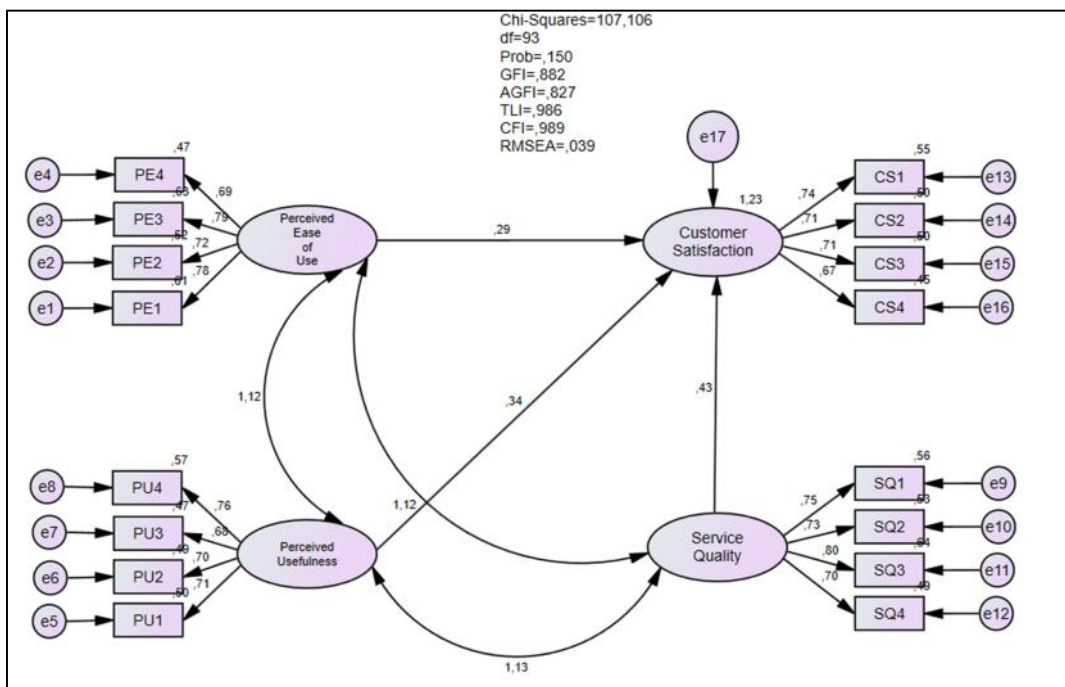 Chi-Squares=107,106
df=93
Prob=,150
GFI=,882
AGFI=,827
TLI=,986
CFI=,989
RMSEA=,039
e17
1,23
Customer
Satisfaction
,47
e4
PE4
,69
,63
e3
PE3
,79
,52
e2
PE2
,72
,61
e1
PE1
,78
Perceived
Ease
of
Use
,29
,55
,74
CS1
e13
,50
,71
CS2
e14
,50
,71
CS3
e15
,45
,67
CS4
e16
1,12
,34
,43
1,12
1,13
,57
e8
PU4
,76
,47
e7
PU3
,68
,49
e6
PU2
,70
,50
e5
PU1
,71
Perceived
Usefulness
Service
Quality
,56
,75
SQ1
e9
,53
,73
SQ2
e10
,64
,80
SQ3
e11
,49
,70
SQ4
e12